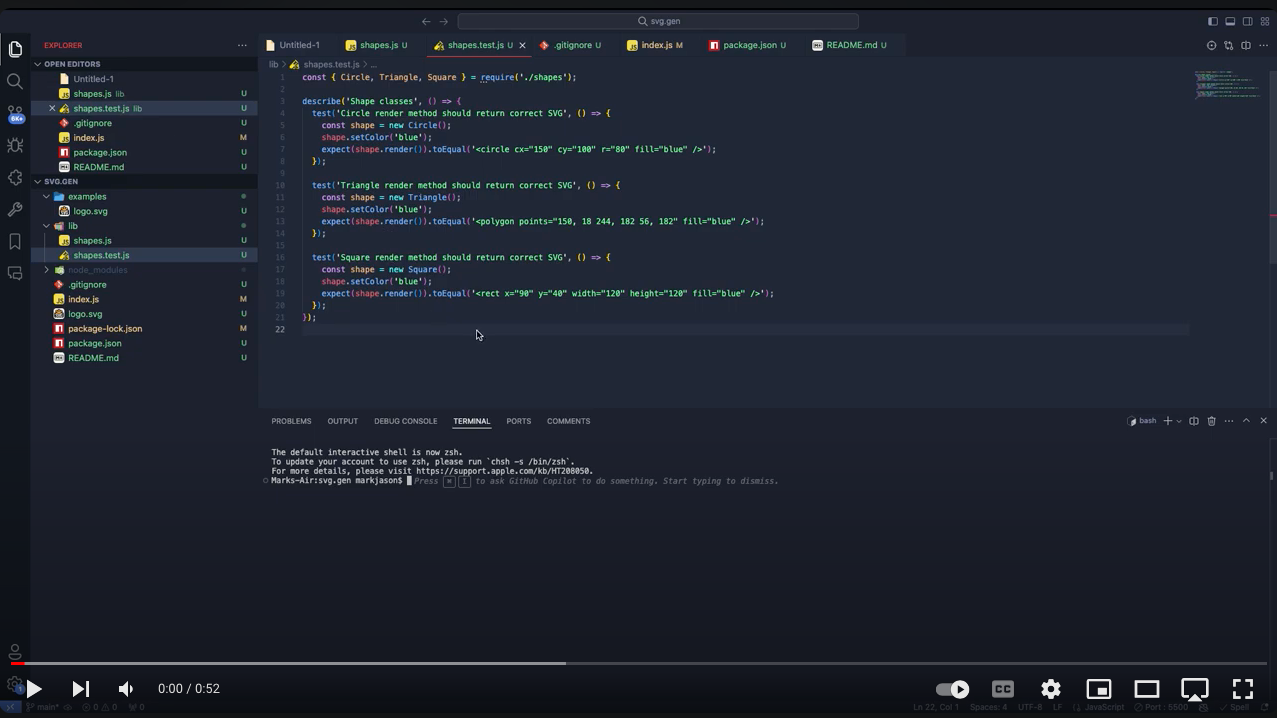 svg.gen
EXPLORER
OPEN EDITORS
Untitled-1
shapes.js lib U
shapes.test.js lib U
.gitignore U
index.js M
package.json U
README.md U
SVG.GEN
examples
logo.svg U
lib
shapes.js U
shapes.test.js U
node_modules
.gitignore U
index.js M
logo.svg U
package-lock.json M
package.json U
README.md U
6K+
Untitled-1 shapes.js U shapes.test.js U .gitignore U index.js M package.json U README.md U
lib > shapes.test.js > ...
1 const { Circle, Triangle, Square } = require('./shapes');
2
3 describe('Shape classes', () => {
4 test('Circle render method should return correct SVG', () => {
5 const shape = new Circle();
6 shape.setColor('blue');
7 expect(shape.render()).toEqual('<circle cx="150" cy="100" r="80" fill="blue" />');
8 });
9
10 test('Triangle render method should return correct SVG', () => {
11 const shape = new Triangle();
12 shape.setColor('blue');
13 expect(shape.render()).toEqual('<polygon points="150, 18 244, 182 56, 182" fill="blue" />');
14 });
15
16 test('Square render method should return correct SVG', () => {
17 const shape = new Square();
18 shape.setColor('blue');
19 expect(shape.render()).toEqual('<rect x="90" y="40" width="120" height="120" fill="blue" />');
20 });
21 });
22
PROBLEMS OUTPUT DEBUG CONSOLE TERMINAL PORTS COMMENTS
bash
The default interactive shell is now zsh.
To update your account to use zsh, please run `chsh -s /bin/zsh`.
For more details, please visit https://support.apple.com/kb/HT208050.
Marks-Air:svg.gen markjason$ Press ⌘ I to ask GitHub Copilot to do something. Start typing to dismiss.
0:00 / 0:52
CC
1
main* 0 0 0
Ln 22, Col 1 Spaces: 4 UTF-8 LF JavaScript Port : 5500 Spell